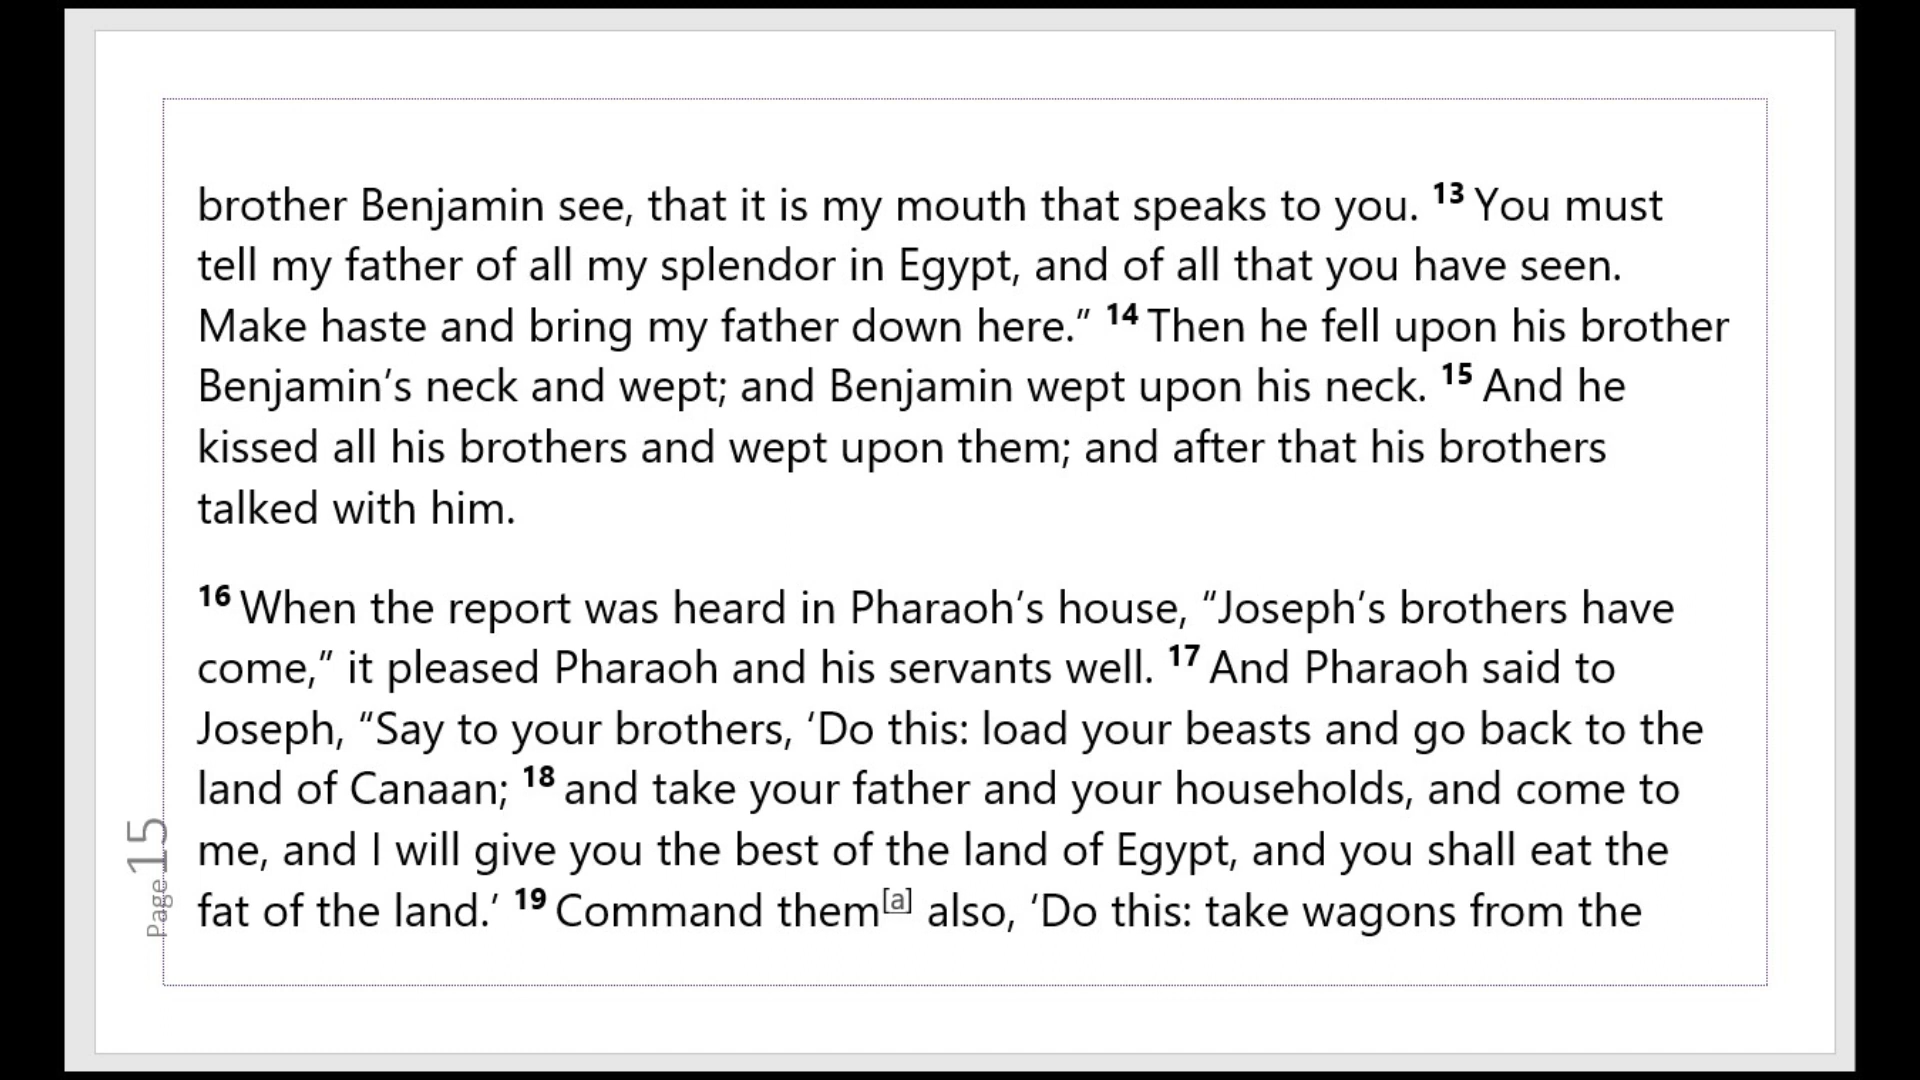 brother Benjamin see, that it is my mouth that speaks to you. 13 You must
tell my father of all my splendor in Egypt, and of all that you have seen.
Make haste and bring my father down here.” 14 Then he fell upon his brother
Benjamin’s neck and wept; and Benjamin wept upon his neck. 15 And he
kissed all his brothers and wept upon them; and after that his brothers
talked with him.
16 When the report was heard in Pharaoh’s house, “Joseph’s brothers have
come,” it pleased Pharaoh and his servants well. 17 And Pharaoh said to
Joseph, “Say to your brothers, ‘Do this: load your beasts and go back to the
land of Canaan; 18 and take your father and your households, and come to
me, and I will give you the best of the land of Egypt, and you shall eat the
fat of the land.’ 19 Command them[a] also, ‘Do this: take wagons from the
Page 15